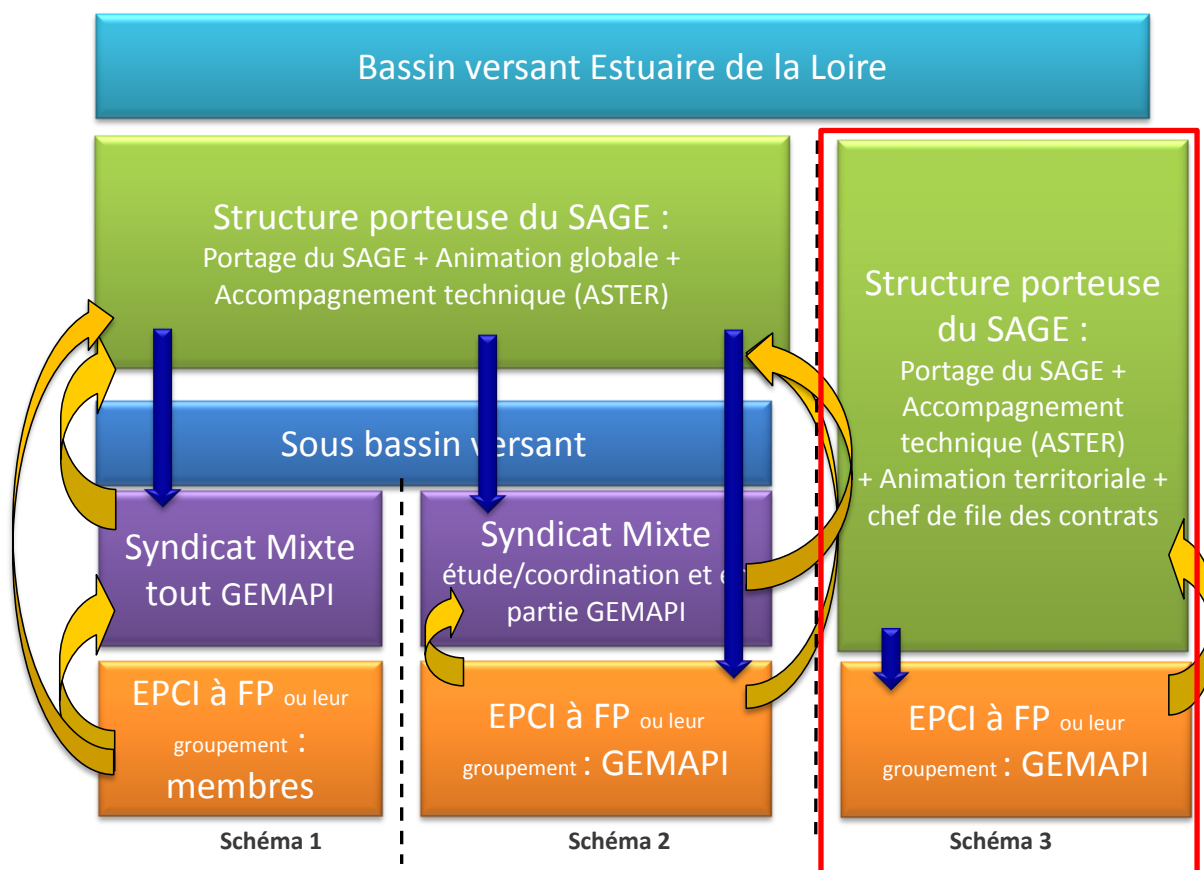 Bassin versant Estuaire de la Loire
Structure porteuse du SAGE :
Portage du SAGE + Animation globale +
Accompagnement technique (ASTER)
Sous bassin versant
Syndicat Mixte
tout GEMAPI
Syndicat Mixte
étude/coordination et en
partie GEMAPI
EPCI à FP ou leur
groupement :
membres
EPCI à FP ou leur
groupement : GEMAPI
Structure porteuse
du SAGE :
Portage du SAGE +
Accompagnement
technique (ASTER)
+ Animation territoriale +
chef de file des contrats
EPCI à FP ou leur
groupement : GEMAPI
Schéma 1
Schéma 2
Schéma 3